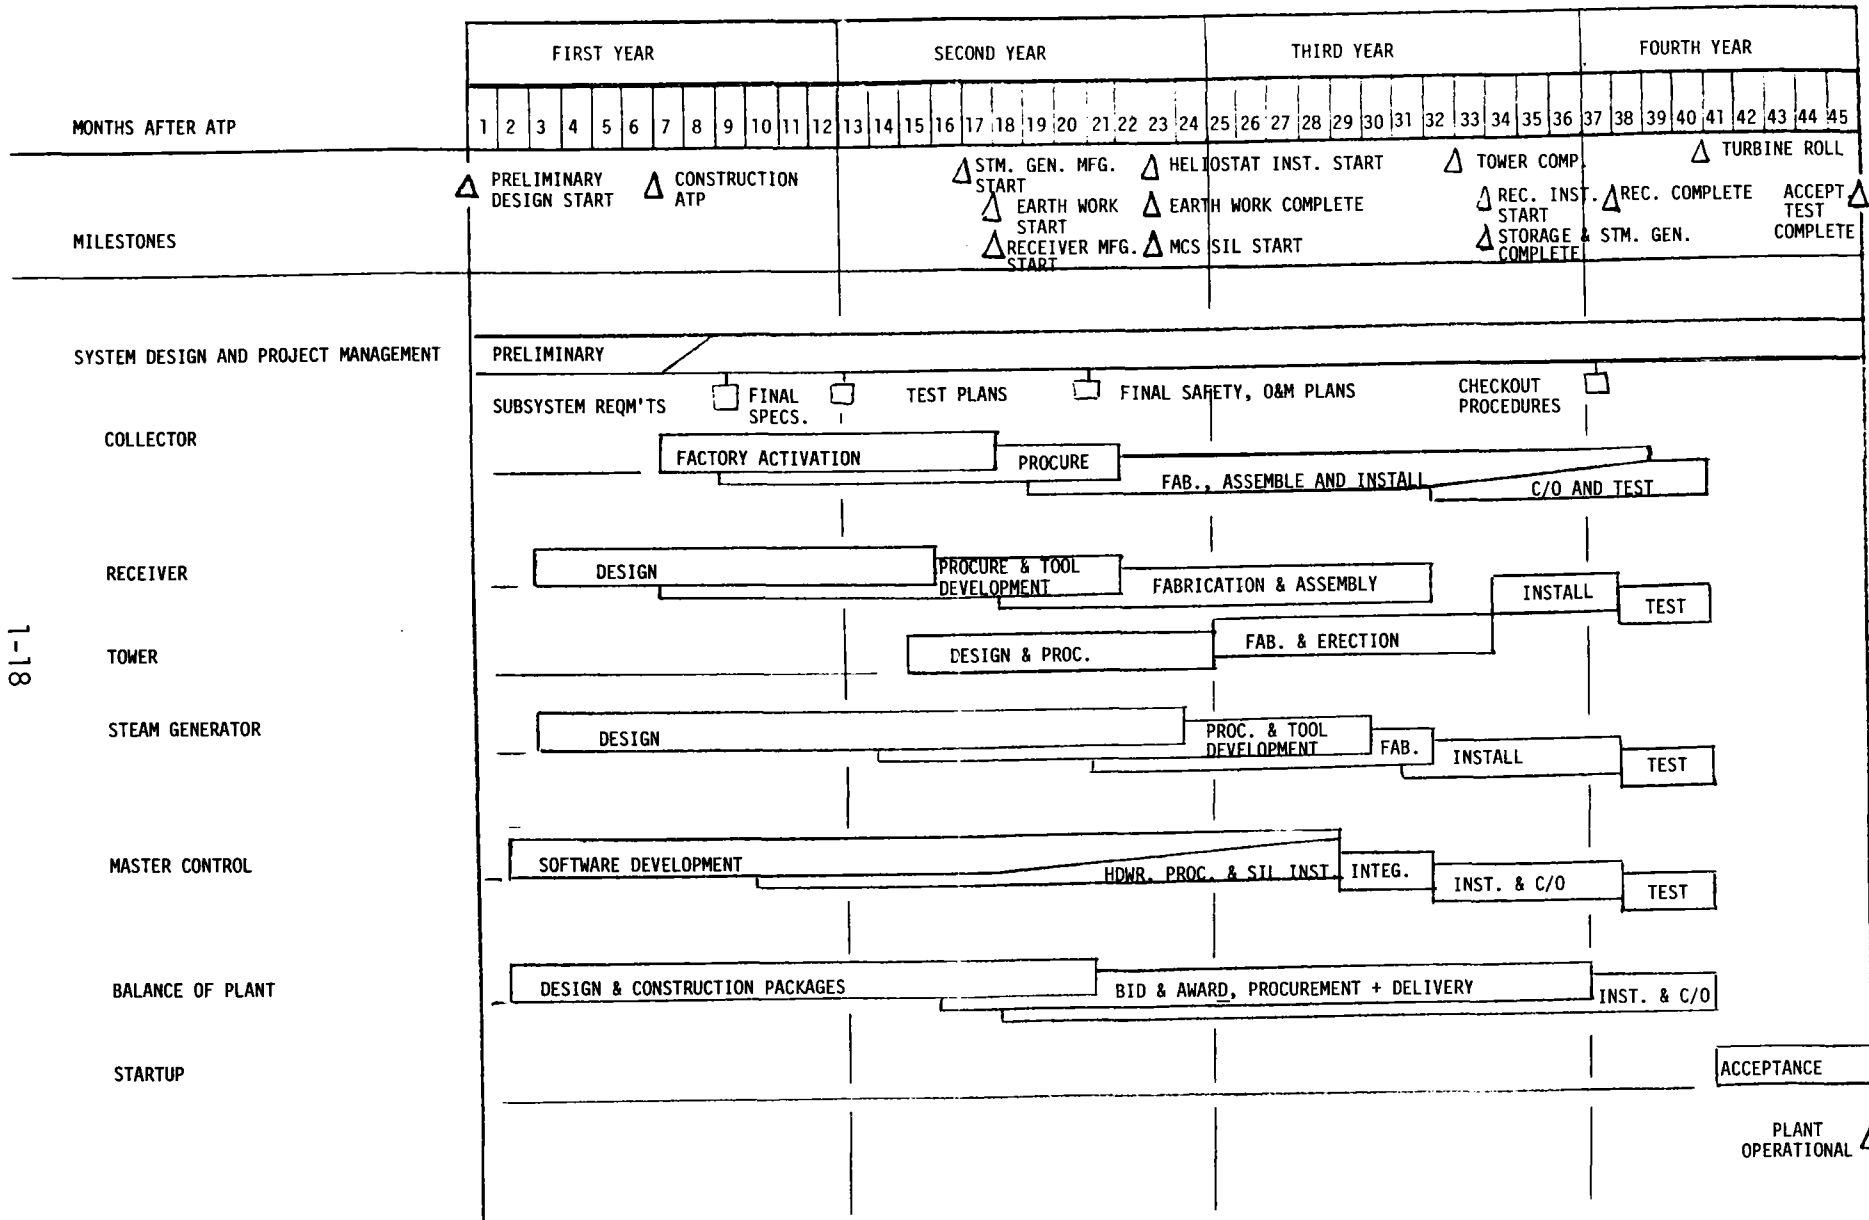 FIRST YEAR SECOND YEAR THIRD YEAR FOURTH YEAR
MONTHS AFTER ATP 1 2 3 4 5 6 7 8 9 10 11 12 13 14 15 16 17 18 19 20 21 22 23 24 25 26 27 28 29 30 31 32 33 34 35 36 37 38 39 40 41 42 43 44 45
MILESTONES
PRELIMINARY
DESIGN START
CONSTRUCTION
ATP
STM. GEN. MFG.
START
EARTH WORK
START
RECEIVER MFG.
START
HELIOSTAT INST. START
EARTH WORK COMPLETE
MCS SIL START
TOWER COMP.
REC. INST.
START
STORAGE & STM. GEN.
COMPLETE
REC. COMPLETE
TURBINE ROLL
ACCEPT.
TEST
COMPLETE
SYSTEM DESIGN AND PROJECT MANAGEMENT PRELIMINARY
SUBSYSTEM REQM'TS
FINAL
SPECS.
TEST PLANS
FINAL SAFETY, O&M PLANS
CHECKOUT
PROCEDURES
COLLECTOR
FACTORY ACTIVATION
PROCURE
FAB., ASSEMBLE AND INSTALL
C/O AND TEST
RECEIVER
DESIGN
PROCURE & TOOL
DEVELOPMENT
FABRICATION & ASSEMBLY
INSTALL
TEST
TOWER
DESIGN & PROC.
FAB. & ERECTION
STEAM GENERATOR
DESIGN
PROC. & TOOL
DEVELOPMENT
FAB.
INSTALL
TEST
MASTER CONTROL
SOFTWARE DEVELOPMENT
HDWR. PROC. & SIL INST.
INTEG.
INST. & C/O
TEST
BALANCE OF PLANT
DESIGN & CONSTRUCTION PACKAGES
BID & AWARD, PROCUREMENT + DELIVERY
INST. & C/O
STARTUP
ACCEPTANCE
PLANT
OPERATIONAL
1-18